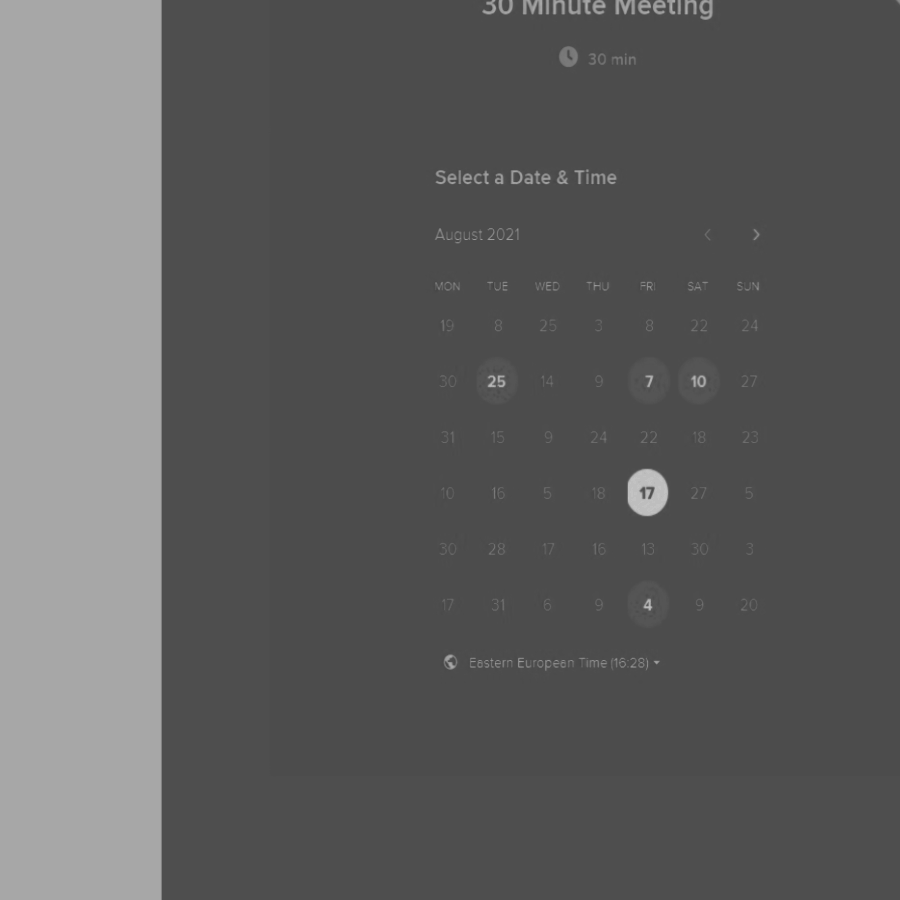 30 Minute Meeting
30 min
Select a Date & Time
August 2021
MON TUE WED THU FRI SAT SUN
19 8 25 3 8 22 24
30 25 14 9 7 10 27
31 15 9 24 22 18 23
10 16 5 18 17 27 5
30 28 17 16 13 30 3
17 31 6 9 4 9 20
Eastern European Time (16:28)